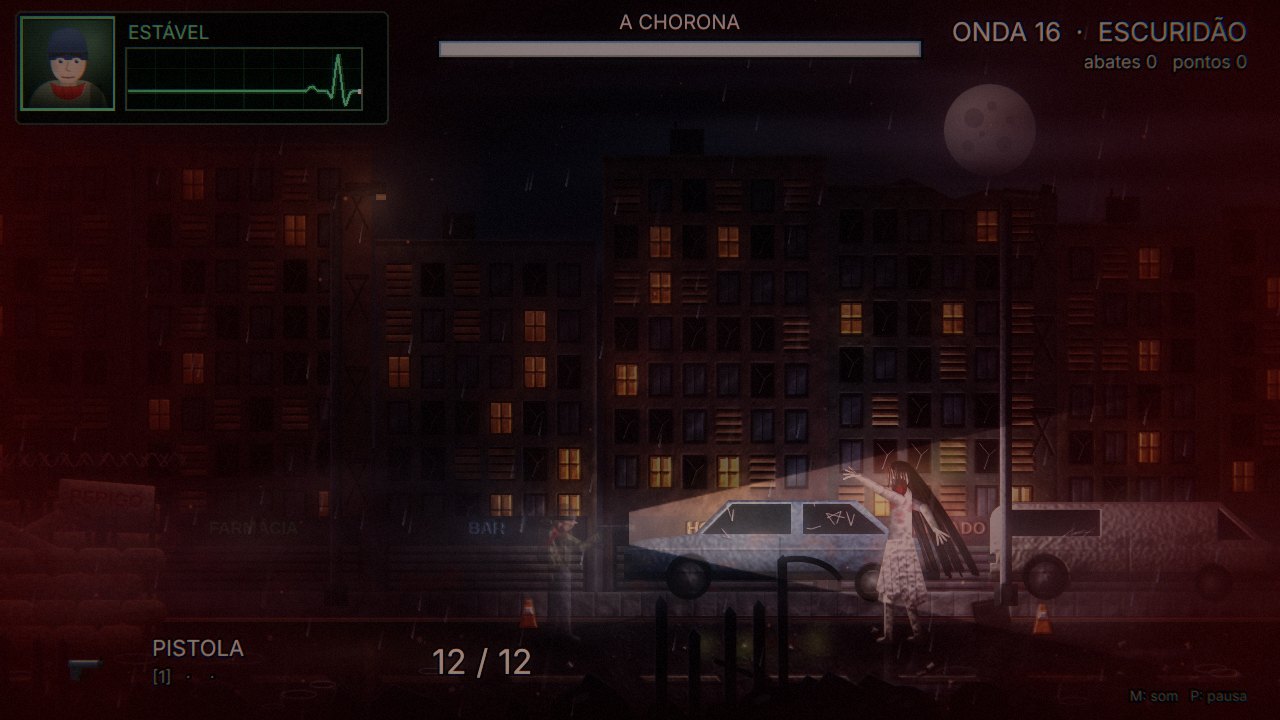 ESTÁVEL
A CHORONA
ONDA 16 · ESCURIDÃO
abates 0 pontos 0
FARMÁCIA
BAR
PISTOLA
[1] · ·
12 / 12
M: som P: pausa